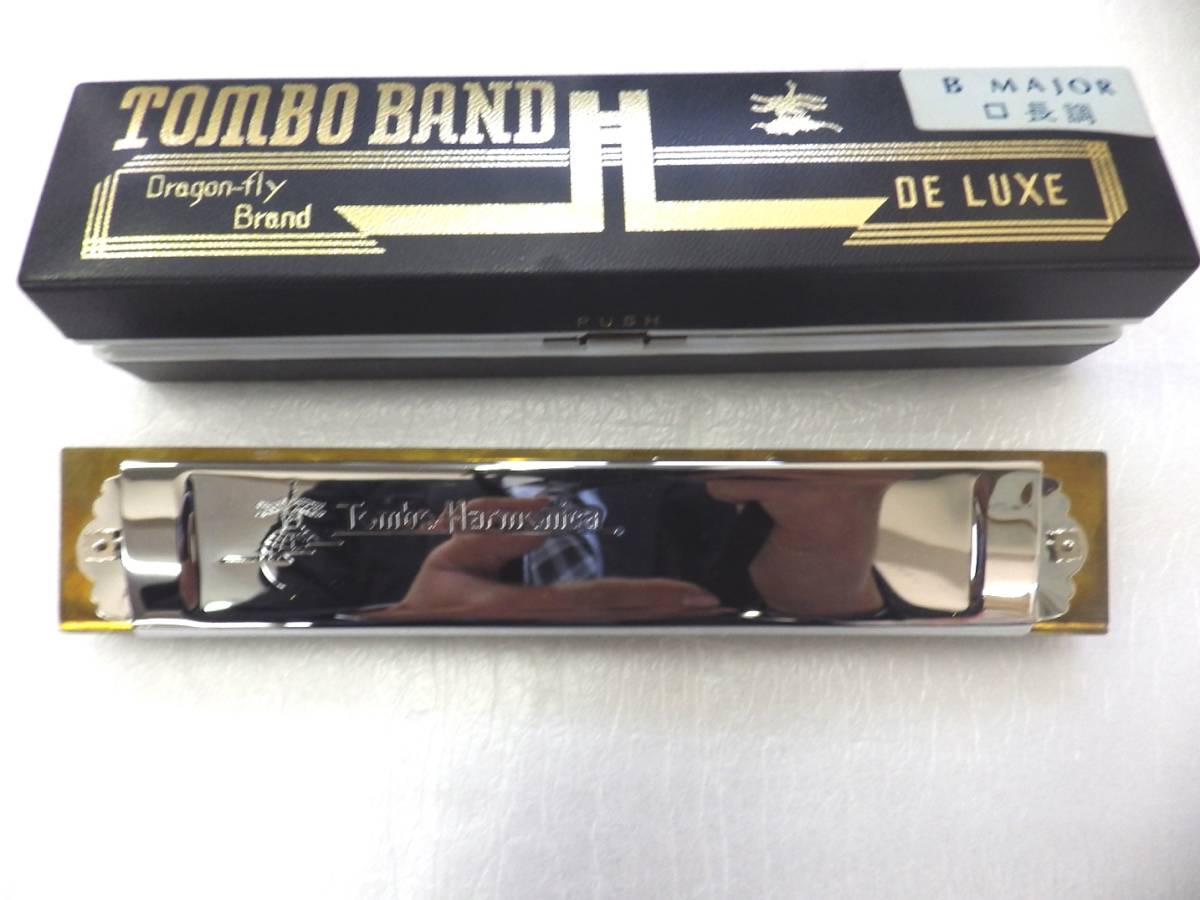 TOMBO BAND
B MAJOR
ロ長調
Dragon-fly
Brand
DE LUXE
PUSH
Tombo Harmonica